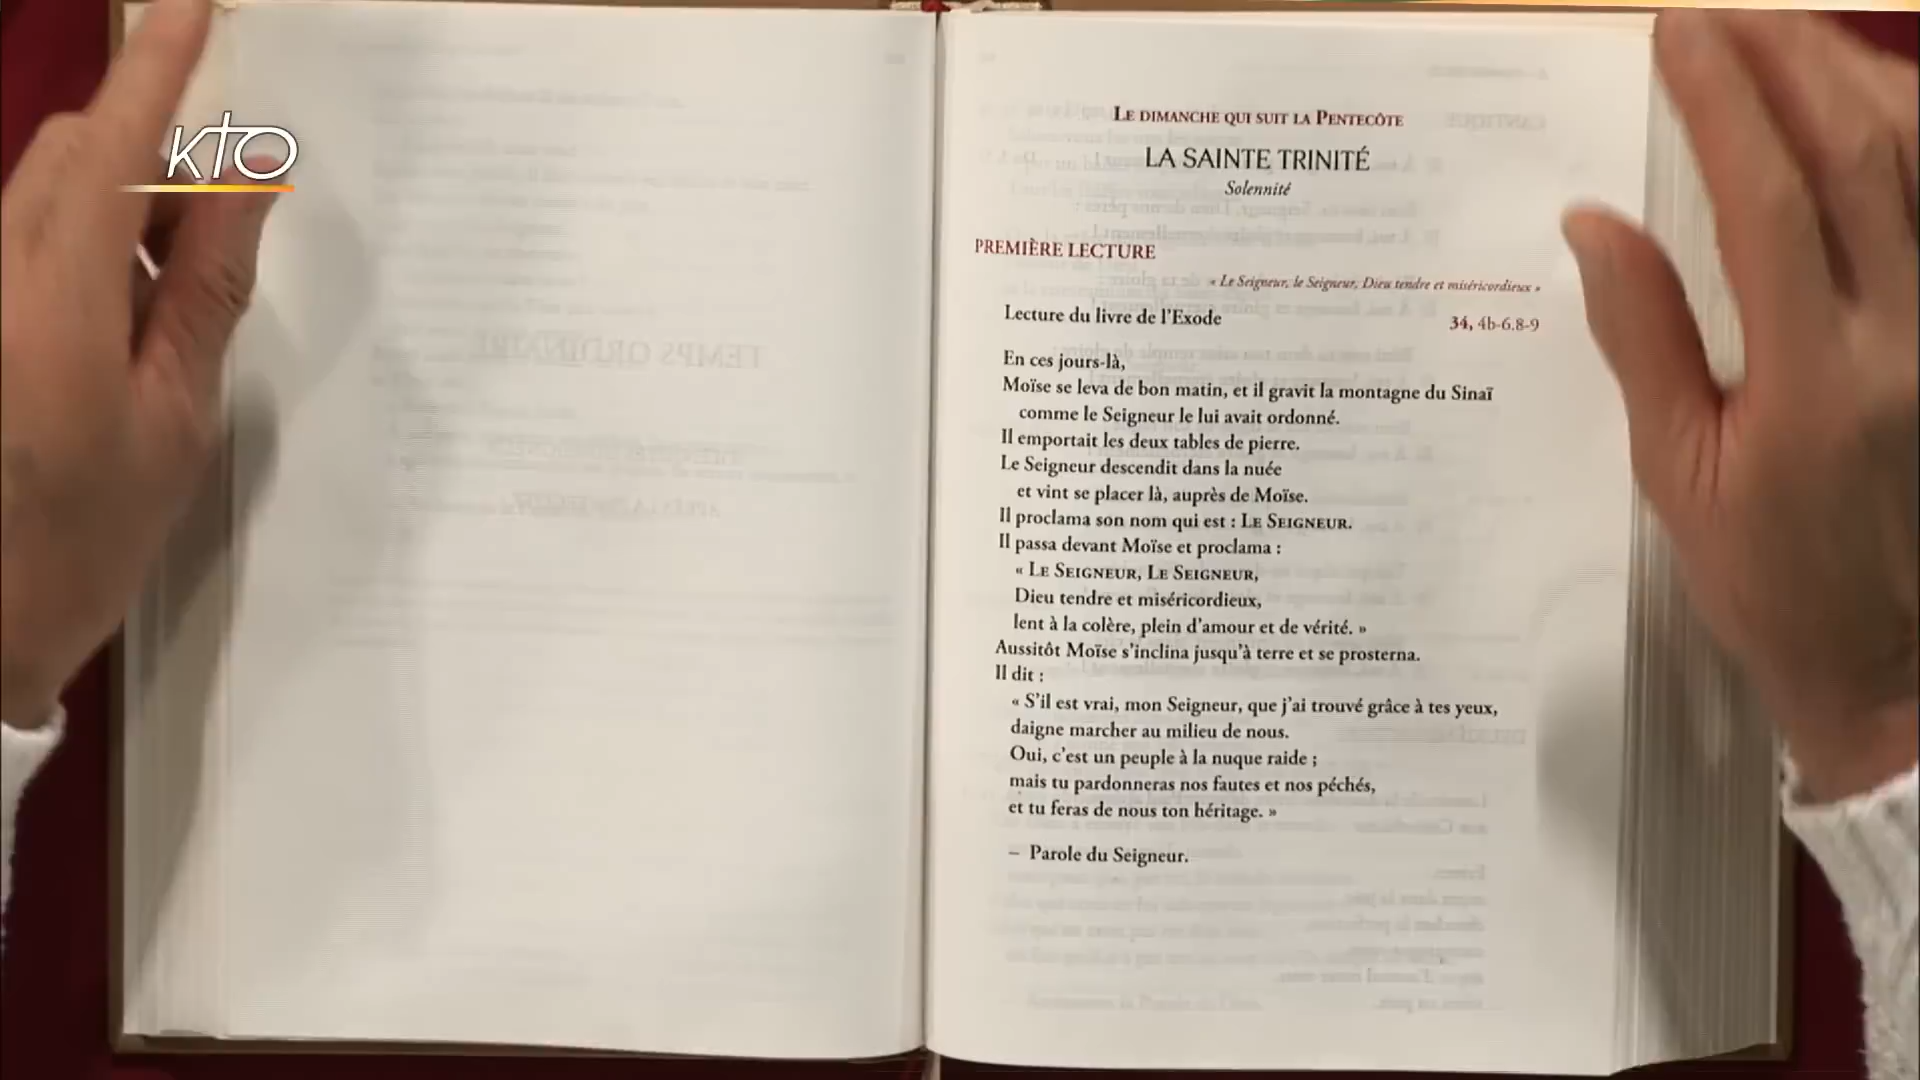 KTO
LE DIMANCHE QUI SUIT LA PENTECÔTE
LA SAINTE TRINITÉ
Solennité
PREMIÈRE LECTURE
« Le Seigneur, le Seigneur, Dieu tendre et miséricordieux »
Lecture du livre de l'Exode 34, 4b-6.8-9
En ces jours-là,
Moïse se leva de bon matin, et il gravit la montagne du Sinaï
comme le Seigneur le lui avait ordonné.
Il emportait les deux tables de pierre.
Le Seigneur descendit dans la nuée
et vint se placer là, auprès de Moïse.
Il proclama son nom qui est : LE SEIGNEUR.
Il passa devant Moïse et proclama :
« LE SEIGNEUR, LE SEIGNEUR,
Dieu tendre et miséricordieux,
lent à la colère, plein d'amour et de vérité. »
Aussitôt Moïse s'inclina jusqu'à terre et se prosterna.
Il dit :
« S'il est vrai, mon Seigneur, que j'ai trouvé grâce à tes yeux,
daigne marcher au milieu de nous.
Oui, c'est un peuple à la nuque raide ;
mais tu pardonneras nos fautes et nos péchés,
et tu feras de nous ton héritage. »
– Parole du Seigneur.